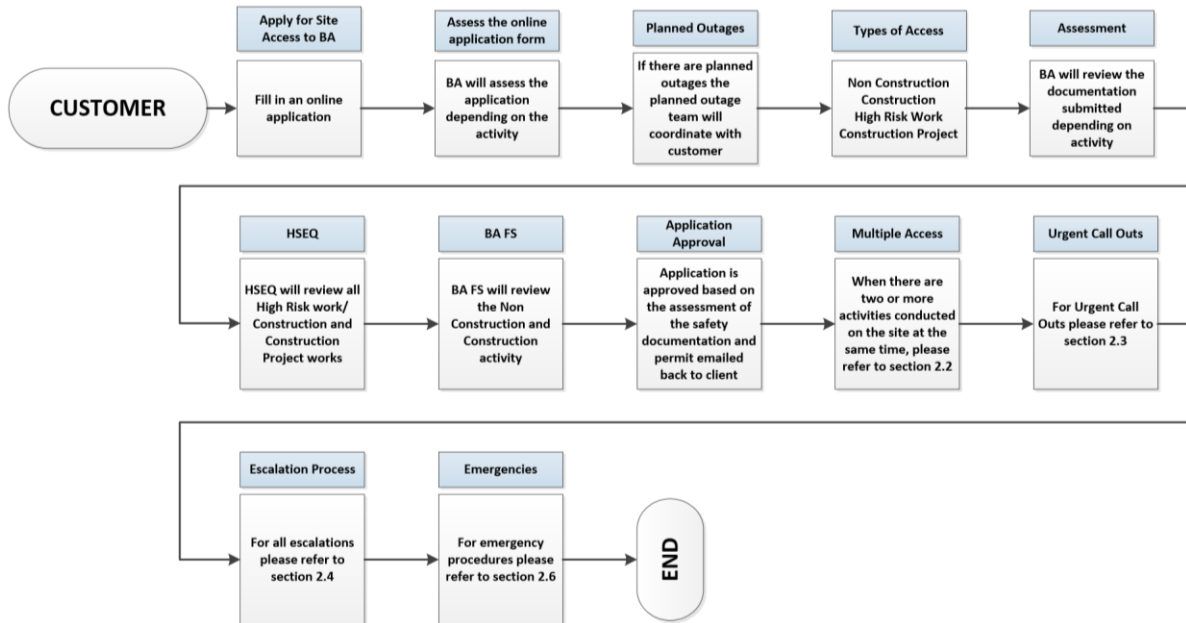 CUSTOMER
Apply for Site
Access to BA
Fill in an online
application
Assess the online
application form
BA will assess the
application
depending on the
activity
Planned Outages
If there are planned
outages the
planned outage
team will
coordinate with
customer
Types of Access
Non Construction
Construction
High Risk Work
Construction Project
Assessment
BA will review the
documentation
submitted
depending on
activity
HSEQ
HSEQ will review all
High Risk work/
Construction and
Construction
Project works
BA FS
BA FS will review
the Non
Construction and
Construction
activity
Application
Approval
Application is
approved based on
the assessment of
the safety
documentation and
permit emailed
back to client
Multiple Access
When there are
two or more
activities conducted
on the site at the
same time, please
refer to section 2.2
Urgent Call Outs
For Urgent Call
Outs please refer to
section 2.3
Escalation Process
For all escalations
please refer to
section 2.4
Emergencies
For emergency
procedures please
refer to section 2.6
END